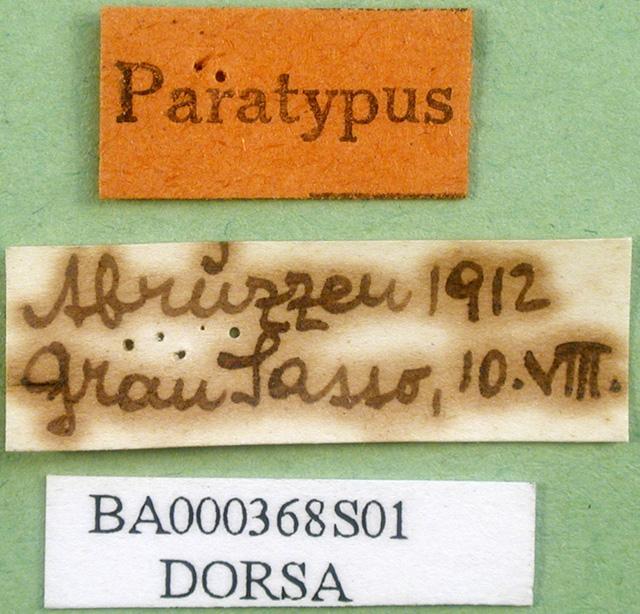 Paratypus
Abruzzen 1912
Gran Sasso, 10.VIII.
BA000368S01
DORSA